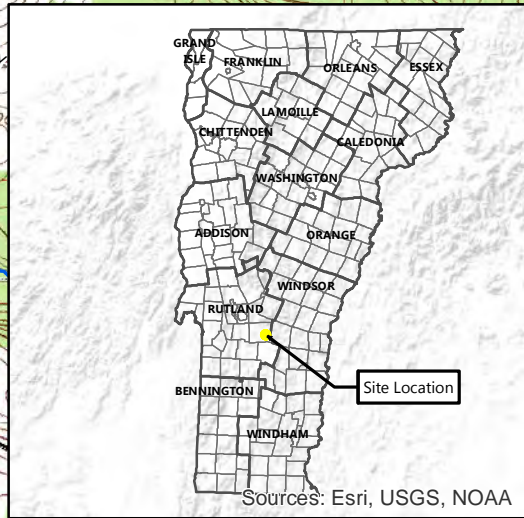 GRAND
ISLE
FRANKLIN
ORLEANS
ESSEX
LAMOILLE
CHITTENDEN
CALEDONIA
WASHINGTON
ADDISON
ORANGE
WINDSOR
RUTLAND
Site Location
BENNINGTON
WINDHAM
Sources: Esri, USGS, NOAA